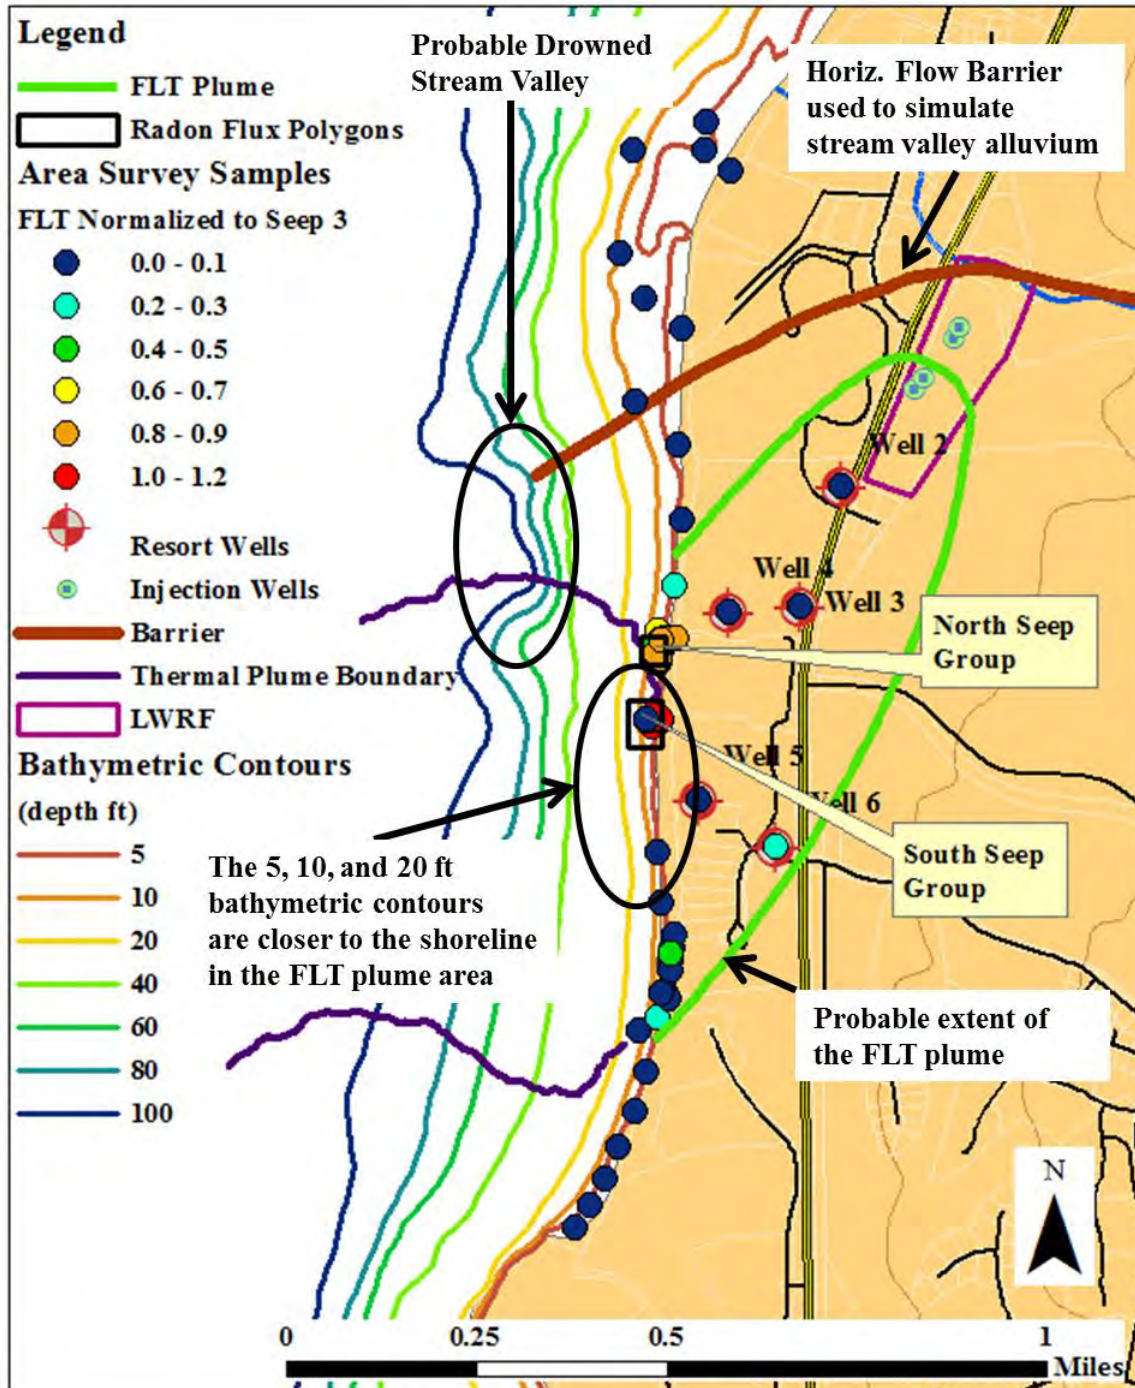 Legend
FLT Plume
Radon Flux Polygons
Area Survey Samples
FLT Normalized to Seep 3
0.0 - 0.1
0.2 - 0.3
0.4 - 0.5
0.6 - 0.7
0.8 - 0.9
1.0 - 1.2
Resort Wells
Injection Wells
Barrier
Thermal Plume Boundary
LWRF
Bathymetric Contours
(depth ft)
5
10
20
40
60
80
100
Probable Drowned
Stream Valley
Horiz. Flow Barrier
used to simulate
stream valley alluvium
Well 2
Well 4
Well 3
North Seep
Group
Well 5
Well 6
South Seep
Group
The 5, 10, and 20 ft
bathymetric contours
are closer to the shoreline
in the FLT plume area
Probable extent of
the FLT plume
N
0 0.25 0.5 1
Miles